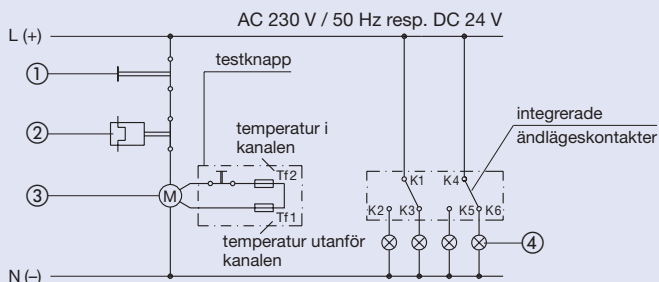 AC 230 V / 50 Hz resp. DC 24 V
L (+)
testknapp
1
integrerade
ändlägeskontakter
2
temperatur i
kanalen
Tf2
K1
K4
3
M
Tf1
K2
K3
K5
K6
temperatur utanför
kanalen
4
N (–)